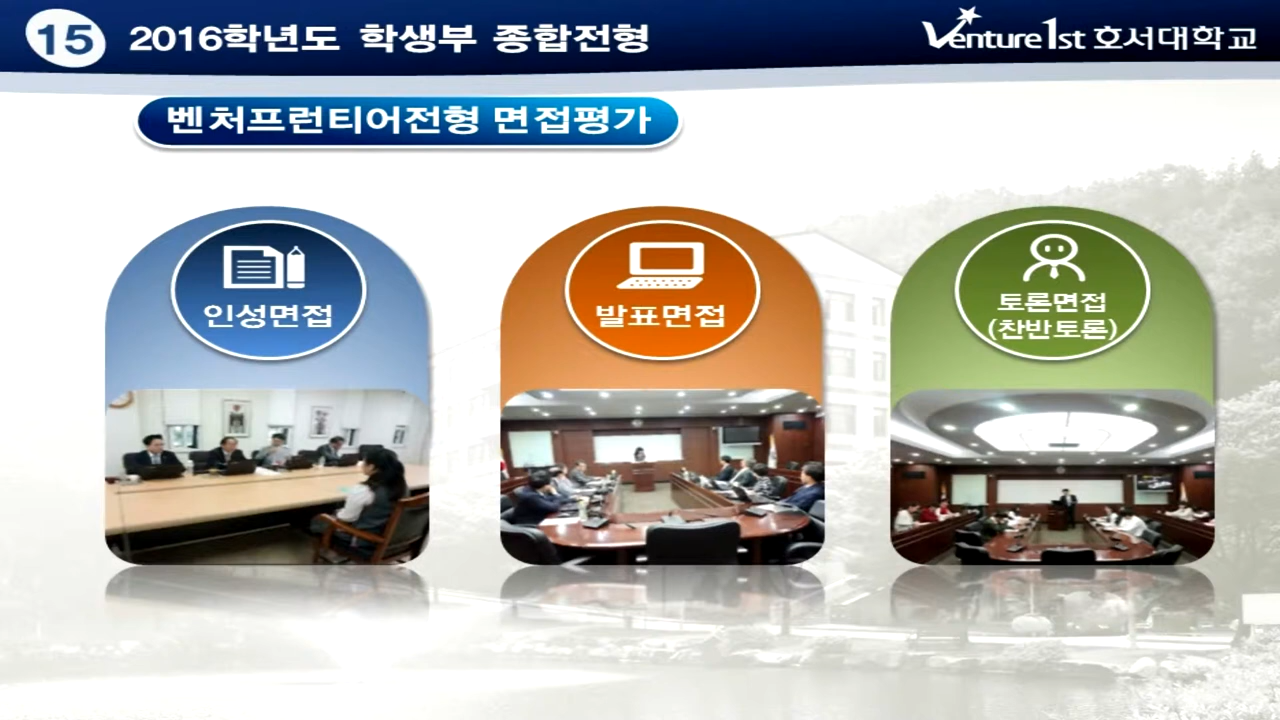 15
2016학년도 학생부 종합전형
Venture1st 호서대학교
벤처프런티어전형 면접평가
인성면접
발표면접
토론면접
(찬반토론)